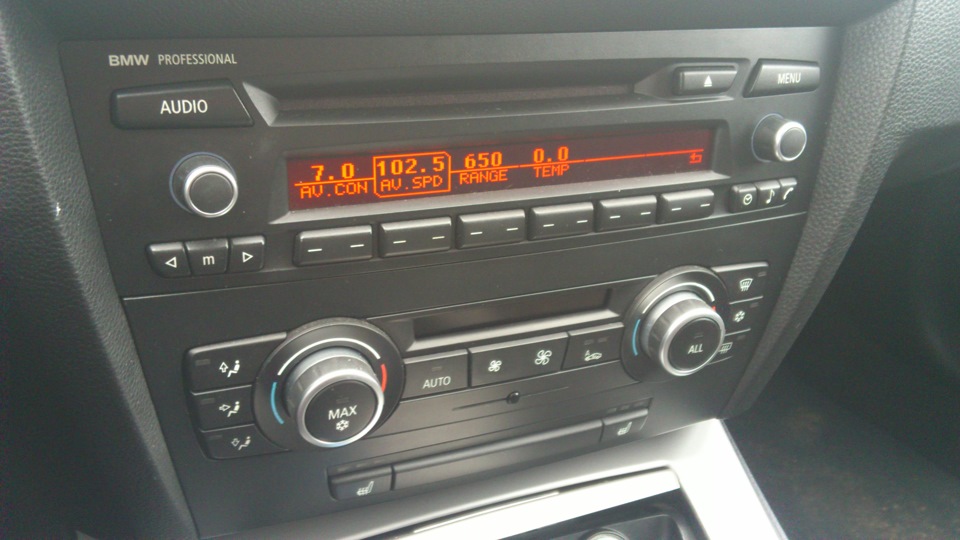 BMW PROFESSIONAL
AUDIO
MENU
7.0 102.5 650 0.0
AV.CON AV.SPD RANGE TEMP
m
AUTO
MAX
ALL